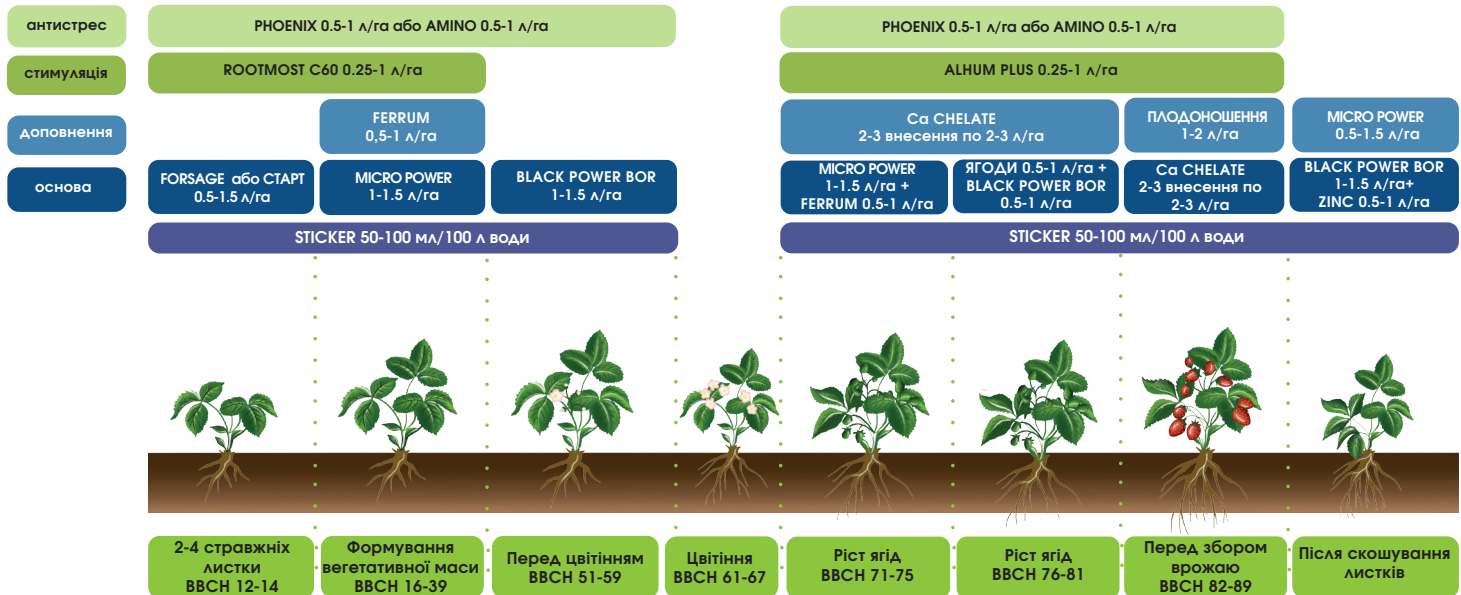 антистрес
PHOENIX 0.5-1 л/га або AMINO 0.5-1 л/га
PHOENIX 0.5-1 л/га або AMINO 0.5-1 л/га
стимуляція
ROOTMOST C60 0.25-1 л/га
ALHUM PLUS 0.25-1 л/га
доповнення
FERRUM
0,5-1 л/га
Ca CHELATE
2-3 внесення по 2-3 л/га
ПЛОДОНОШЕННЯ
1-2 л/га
MICRO POWER
0.5-1.5 л/га
основа
FORSAGE або СТАРТ
0.5-1.5 л/га
MICRO POWER
1-1.5 л/га
BLACK POWER BOR
1-1.5 л/га
MICRO POWER
1-1.5 л/га +
FERRUM 0.5-1 л/га
ЯГОДИ 0.5-1 л/га +
BLACK POWER BOR
0.5-1 л/га
Ca CHELATE
2-3 внесення по
2-3 л/га
BLACK POWER BOR
1-1.5 л/га+
ZINC 0.5-1 л/га
STICKER 50-100 мл/100 л води
STICKER 50-100 мл/100 л води
2-4 стравжніх
листки
BBCH 12-14
Формування
вегетативної маси
BBCH 16-39
Перед цвітінням
BBCH 51-59
Цвітіння
BBCH 61-67
Ріст ягід
BBCH 71-75
Ріст ягід
BBCH 76-81
Перед збором
врожаю
BBCH 82-89
Після скошування
листків